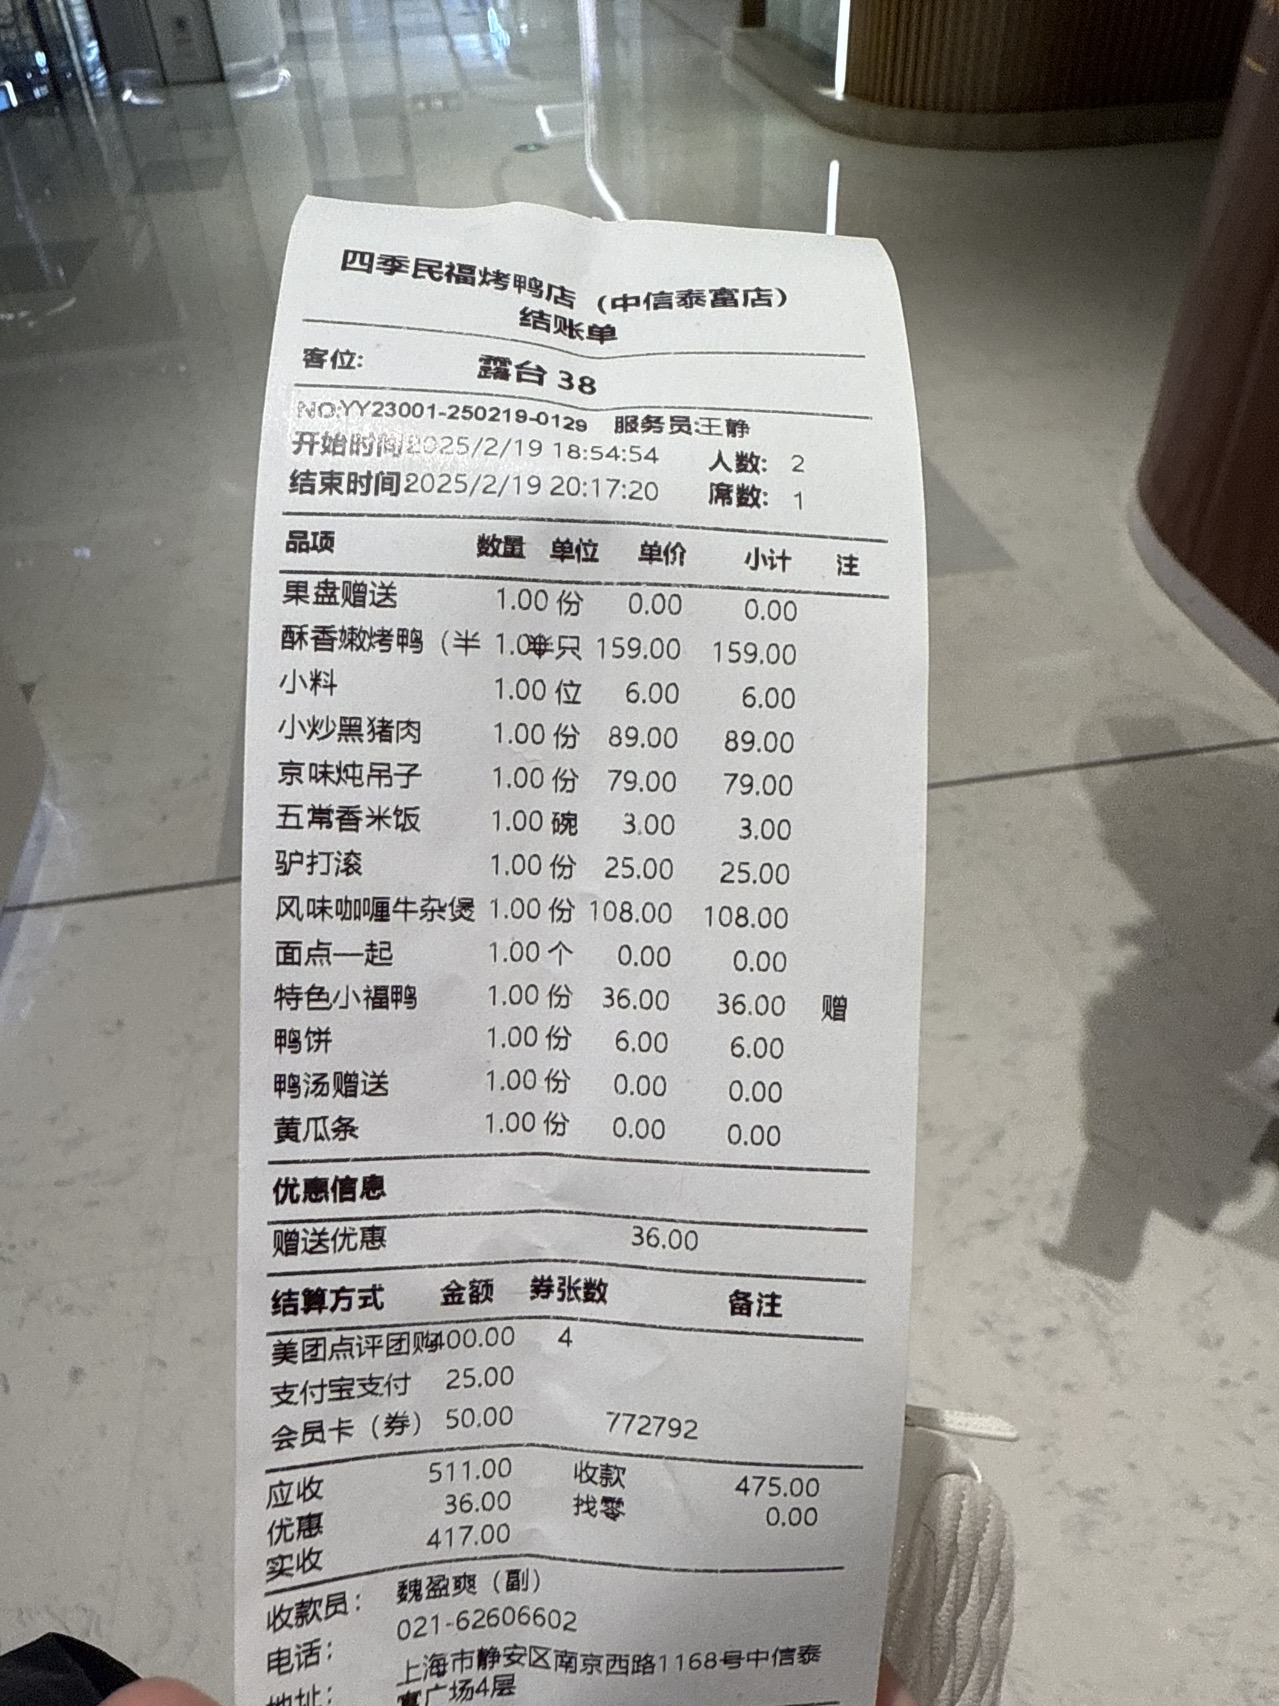 四季民福烤鸭店（中信泰富店）
结账单
客位: 露台 38
NO:YY23001-250219-0129 服务员:王静
开始时间2025/2/19 18:54:54 人数: 2
结束时间2025/2/19 20:17:20 席数: 1
品项 数量 单位 单价 小计 注
果盘赠送 1.00 份 0.00 0.00
酥香嫩烤鸭（半 1.00半只 159.00 159.00
小料 1.00 位 6.00 6.00
小炒黑猪肉 1.00 份 89.00 89.00
京味炖吊子 1.00 份 79.00 79.00
五常香米饭 1.00 碗 3.00 3.00
驴打滚 1.00 份 25.00 25.00
风味咖喱牛杂煲 1.00 份 108.00 108.00
面点一起 1.00 个 0.00 0.00
特色小福鸭 1.00 份 36.00 36.00 赠
鸭饼 1.00 份 6.00 6.00
鸭汤赠送 1.00 份 0.00 0.00
黄瓜条 1.00 份 0.00 0.00
优惠信息
赠送优惠 36.00
结算方式 金额 券张数 备注
美团点评团购400.00 4
支付宝支付 25.00
会员卡（券） 50.00 772792
应收 511.00 收款 475.00
优惠 36.00 找零 0.00
实收 417.00
收款员: 魏盈爽（副）
电话: 021-62606602
地址: 上海市静安区南京西路1168号中信泰
富广场4层